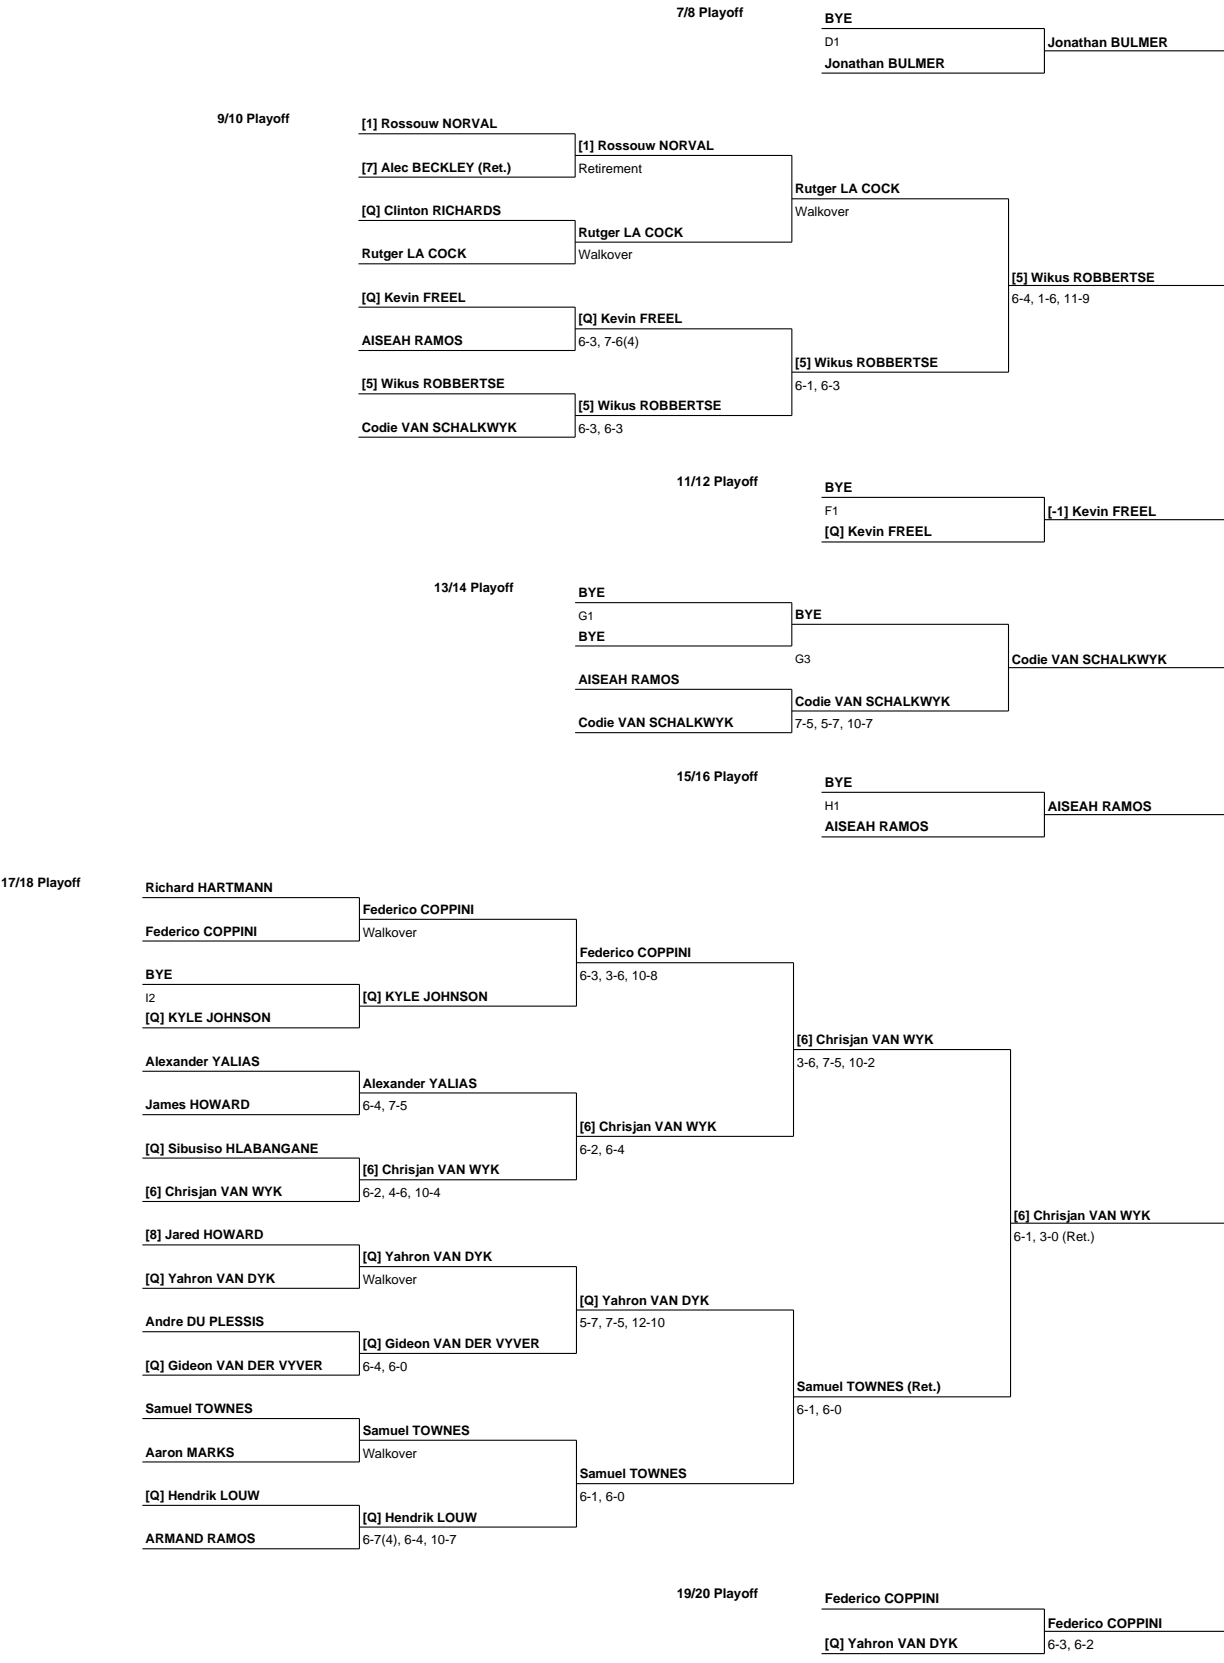 7/8 Playoff
BYE
D1
Jonathan BULMER
Jonathan BULMER
9/10 Playoff
[1] Rossouw NORVAL
[1] Rossouw NORVAL
[7] Alec BECKLEY (Ret.)
Retirement
Rutger LA COCK
[Q] Clinton RICHARDS
Walkover
Rutger LA COCK
Rutger LA COCK
Walkover
[5] Wikus ROBBERTSE
[Q] Kevin FREEL
6-4, 1-6, 11-9
[Q] Kevin FREEL
AISEAH RAMOS
6-3, 7-6(4)
[5] Wikus ROBBERTSE
[5] Wikus ROBBERTSE
6-1, 6-3
[5] Wikus ROBBERTSE
Codie VAN SCHALKWYK
6-3, 6-3
11/12 Playoff
BYE
F1
[-1] Kevin FREEL
[Q] Kevin FREEL
13/14 Playoff
BYE
G1
BYE
BYE
G3
Codie VAN SCHALKWYK
AISEAH RAMOS
Codie VAN SCHALKWYK
Codie VAN SCHALKWYK
7-5, 5-7, 10-7
15/16 Playoff
BYE
H1
AISEAH RAMOS
AISEAH RAMOS
17/18 Playoff
Richard HARTMANN
Federico COPPINI
Federico COPPINI
Walkover
Federico COPPINI
BYE
6-3, 3-6, 10-8
I2
[Q] KYLE JOHNSON
[Q] KYLE JOHNSON
[6] Chrisjan VAN WYK
Alexander YALIAS
3-6, 7-5, 10-2
Alexander YALIAS
James HOWARD
6-4, 7-5
[6] Chrisjan VAN WYK
[Q] Sibusiso HLABANGANE
6-2, 6-4
[6] Chrisjan VAN WYK
[6] Chrisjan VAN WYK
6-2, 4-6, 10-4
[6] Chrisjan VAN WYK
[8] Jared HOWARD
6-1, 3-0 (Ret.)
[Q] Yahron VAN DYK
[Q] Yahron VAN DYK
Walkover
[Q] Yahron VAN DYK
Andre DU PLESSIS
5-7, 7-5, 12-10
[Q] Gideon VAN DER VYVER
[Q] Gideon VAN DER VYVER
6-4, 6-0
Samuel TOWNES (Ret.)
Samuel TOWNES
6-1, 6-0
Samuel TOWNES
Aaron MARKS
Walkover
Samuel TOWNES
[Q] Hendrik LOUW
6-1, 6-0
[Q] Hendrik LOUW
ARMAND RAMOS
6-7(4), 6-4, 10-7
19/20 Playoff
Federico COPPINI
Federico COPPINI
[Q] Yahron VAN DYK
6-3, 6-2